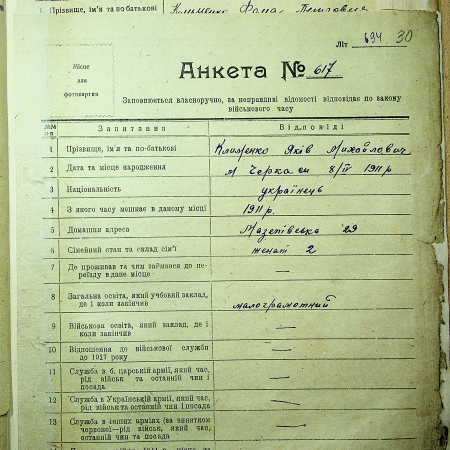 1. Прізвище, ім'я та по батькові Клименко
Літ 694 30
Місце
для
фотокартки
Анкета № 617
Заповнюється власноручно, за неправиві відомості відповідає по закону
військового часу
№№ пп Запитання Відповіді
1 Прізвище, ім'я та по-батькові Клименко Яків Михайлович
2 Дата та місце народження м Черкаси 8/IV 1911 р
3 Національність українець
4 З якого часу мешкає в даному місці 1911 р.
5 Домашня адреса Мазепівська 29
6 Сімейний стан та склад сім'ї женат 2
7 Де проживав та чим займався до пе-
реїзду в дане місце —
8 Загальна освіта, який учбовий заклад,
де і коли закінчив малограмотний
9 Військова освіта, який заклад, де і
коли закінчив —
10 Відношення до військової служби
до 1917 року —
11 Служба в б. царській армії, який час,
рід військ та останній чин і
посада —
12 Служба в Українській армії, який час,
рід військ та останній чин і посада —
13 Служба в інших арміях (за винятком
червоної—рід військ, який час,
останній чин та посада —